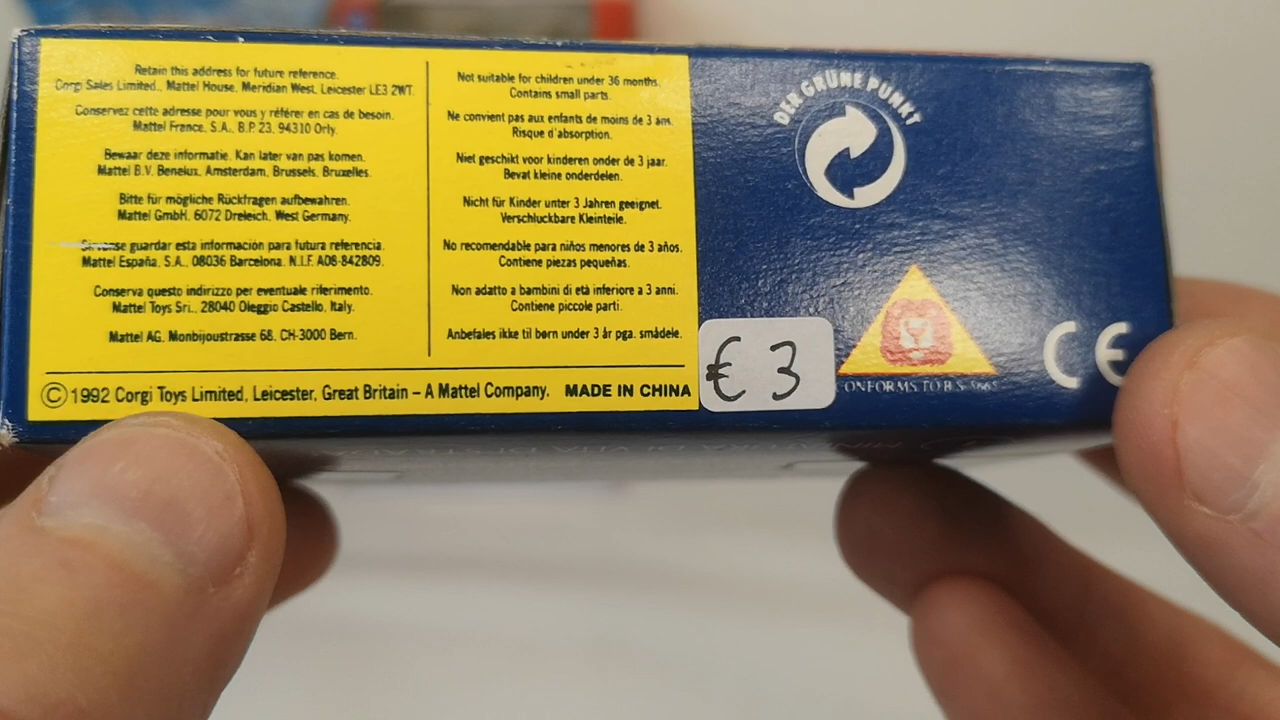 Retain this address for future reference.
Corgi Sales Limited., Mattel House, Meridian West, Leicester LE3 2WT.
Conservez cette adresse pour vous y référer en cas de besoin.
Mattel France, S.A., B.P. 23, 94310 Orly.
Bewaar deze informatie. Kan later van pas komen.
Mattel B.V. Benelux, Amsterdam, Brussels, Bruxelles.
Bitte für mögliche Rückfragen aufbewahren.
Mattel GmbH. 6072 Dreieich, West Germany.
guardar esta información para futura referencia.
Mattel España, S.A., 08036 Barcelona. N.I.F. A08-842809.
Conserva questo indirizzo per eventuale riferimento.
Mattel Toys Sri., 28040 Oleggio Castello, Italy.
Mattel AG, Monbijoustrasse 68, CH-3000 Bern.
Not suitable for children under 36 months.
Contains small parts.
Ne convient pas aux enfants de moins de 3 ans.
Risque d'absorption.
Niet geschikt voor kinderen onder de 3 jaar.
Bevat kleine onderdelen.
Nicht für Kinder unter 3 Jahren geeignet.
Verschluckbare Kleinteile.
No recomendable para niños menores de 3 años.
Contiene piezas pequeñas.
Non adatto a bambini di età inferiore a 3 anni.
Contiene piccole parti.
Anbefales ikke til børn under 3 år pga. smådele.
©1992 Corgi Toys Limited, Leicester, Great Britain – A Mattel Company. MADE IN CHINA
DER GRÜNE PUNKT
€ 3
CONFORMS TO B.S. 5665
CE